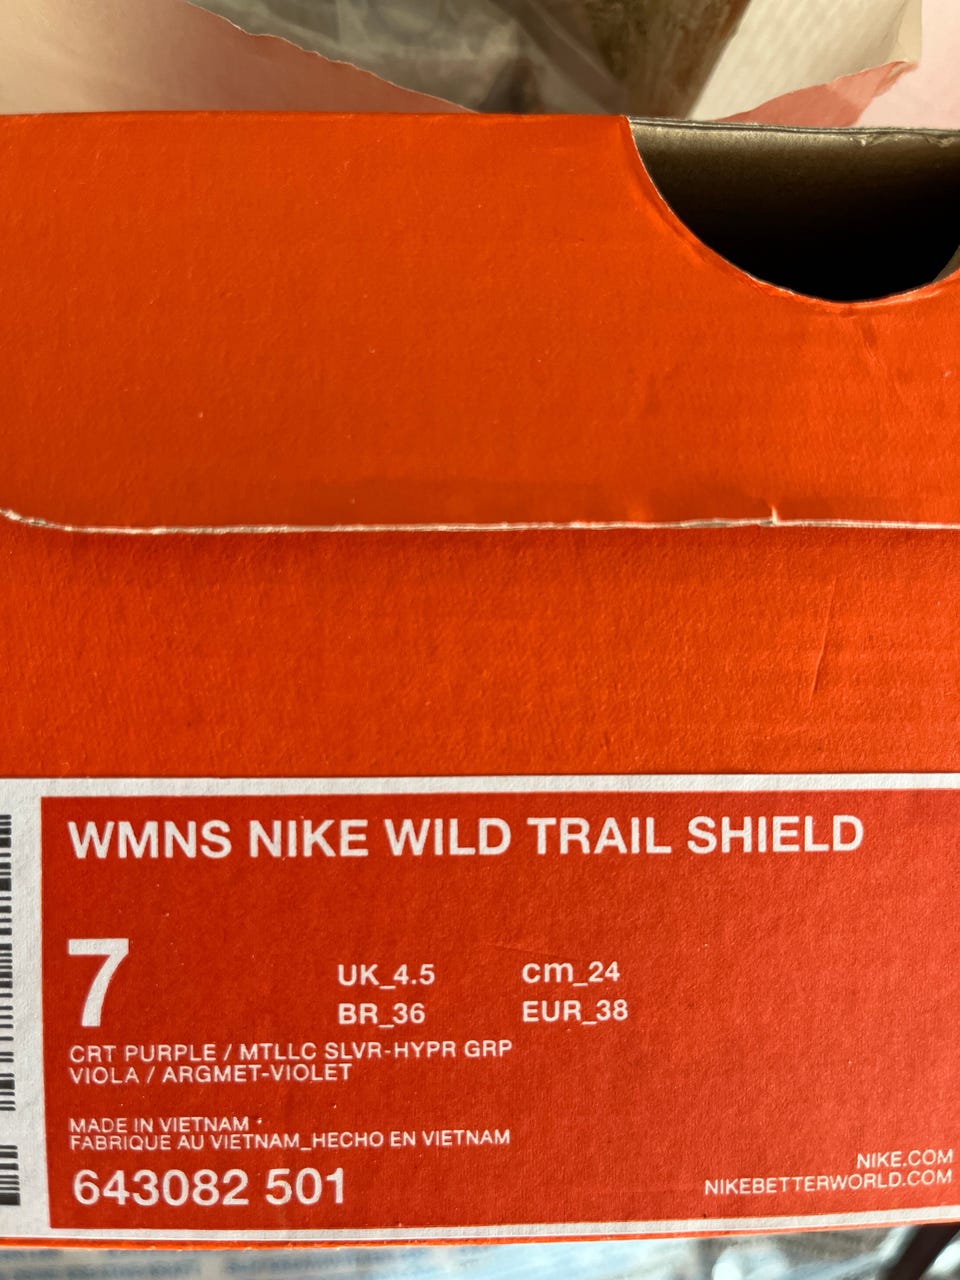 WMNS NIKE WILD TRAIL SHIELD
7
UK_4.5 cm_24
BR_36 EUR_38
CRT PURPLE / MTLLC SLVR-HYPR GRP
VIOLA / ARGMET-VIOLET
MADE IN VIETNAM
FABRIQUE AU VIETNAM_HECHO EN VIETNAM
643082 501
NIKE.COM
NIKEBETTERWORLD.COM